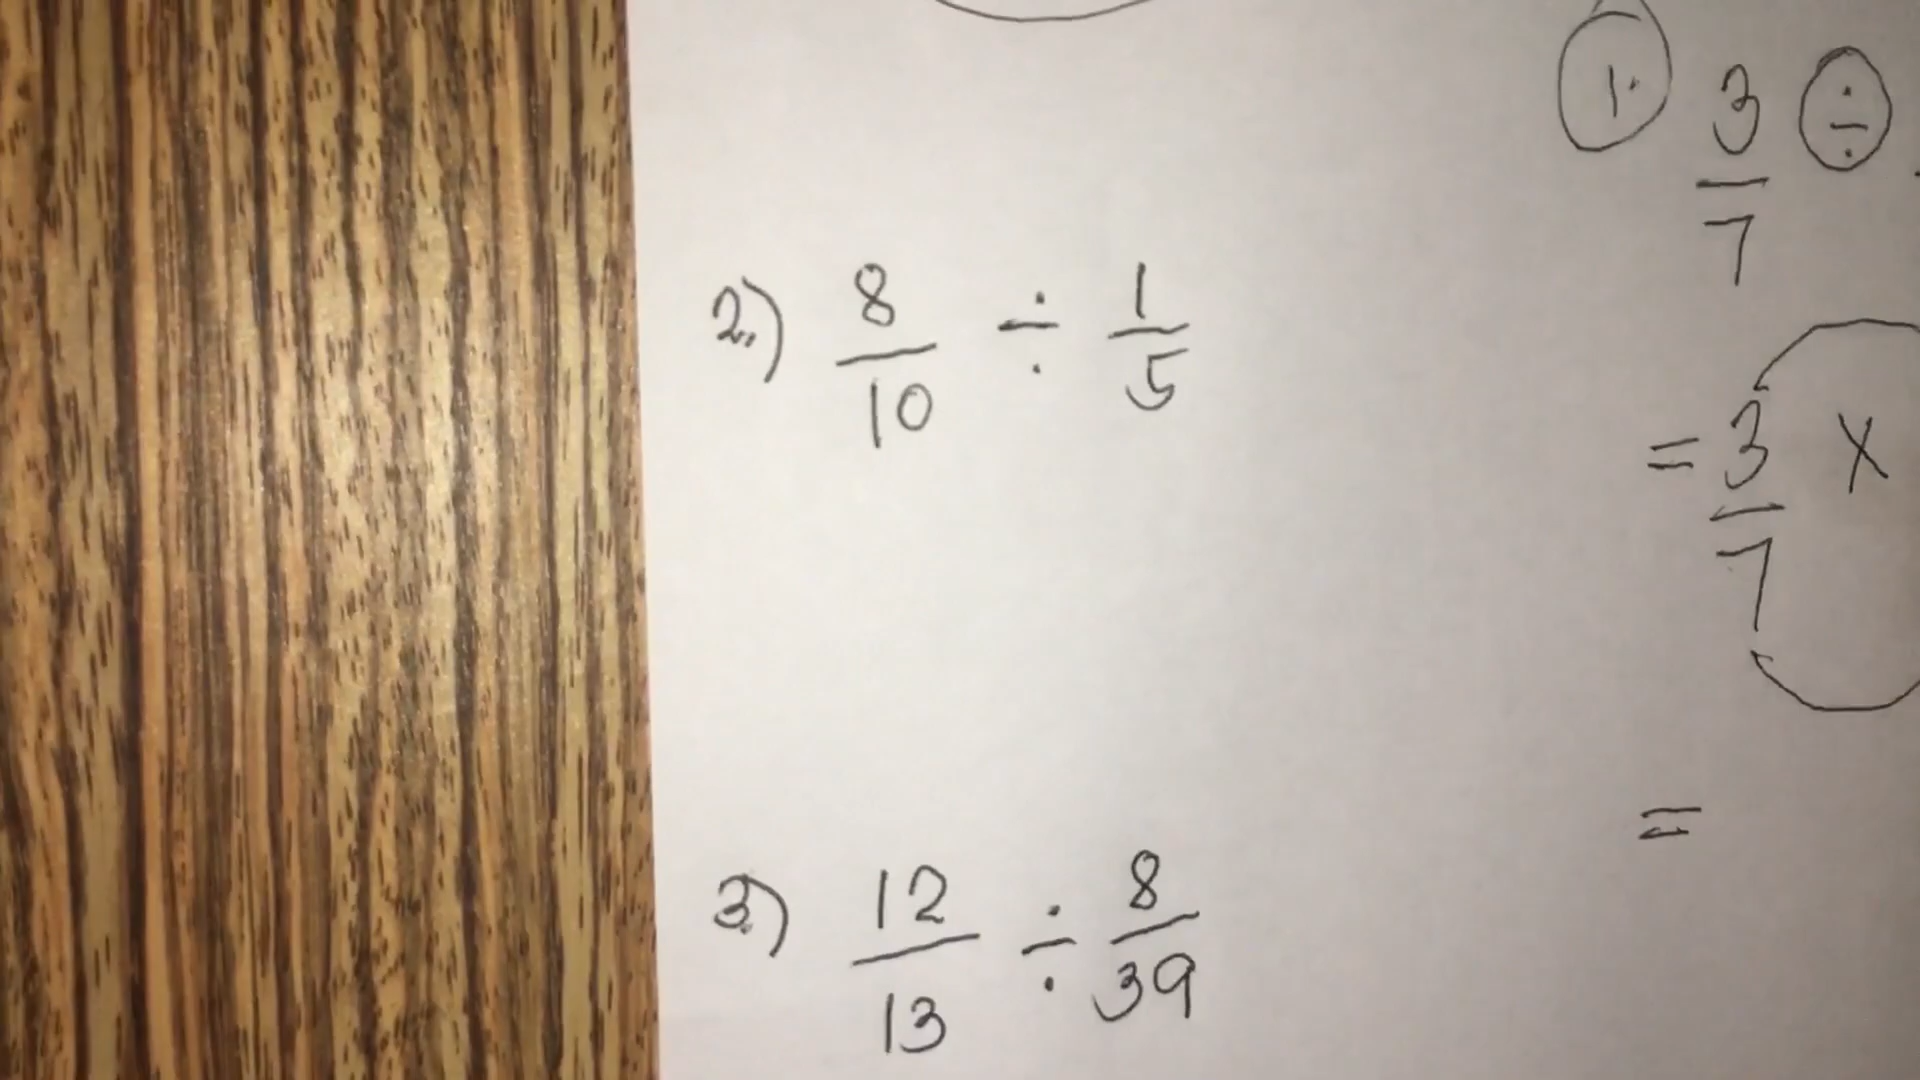 2.) 8/10 ÷ 1/5
3.) 12/13 ÷ 8/39
1. 3/7 ÷
= 3/7 X
=